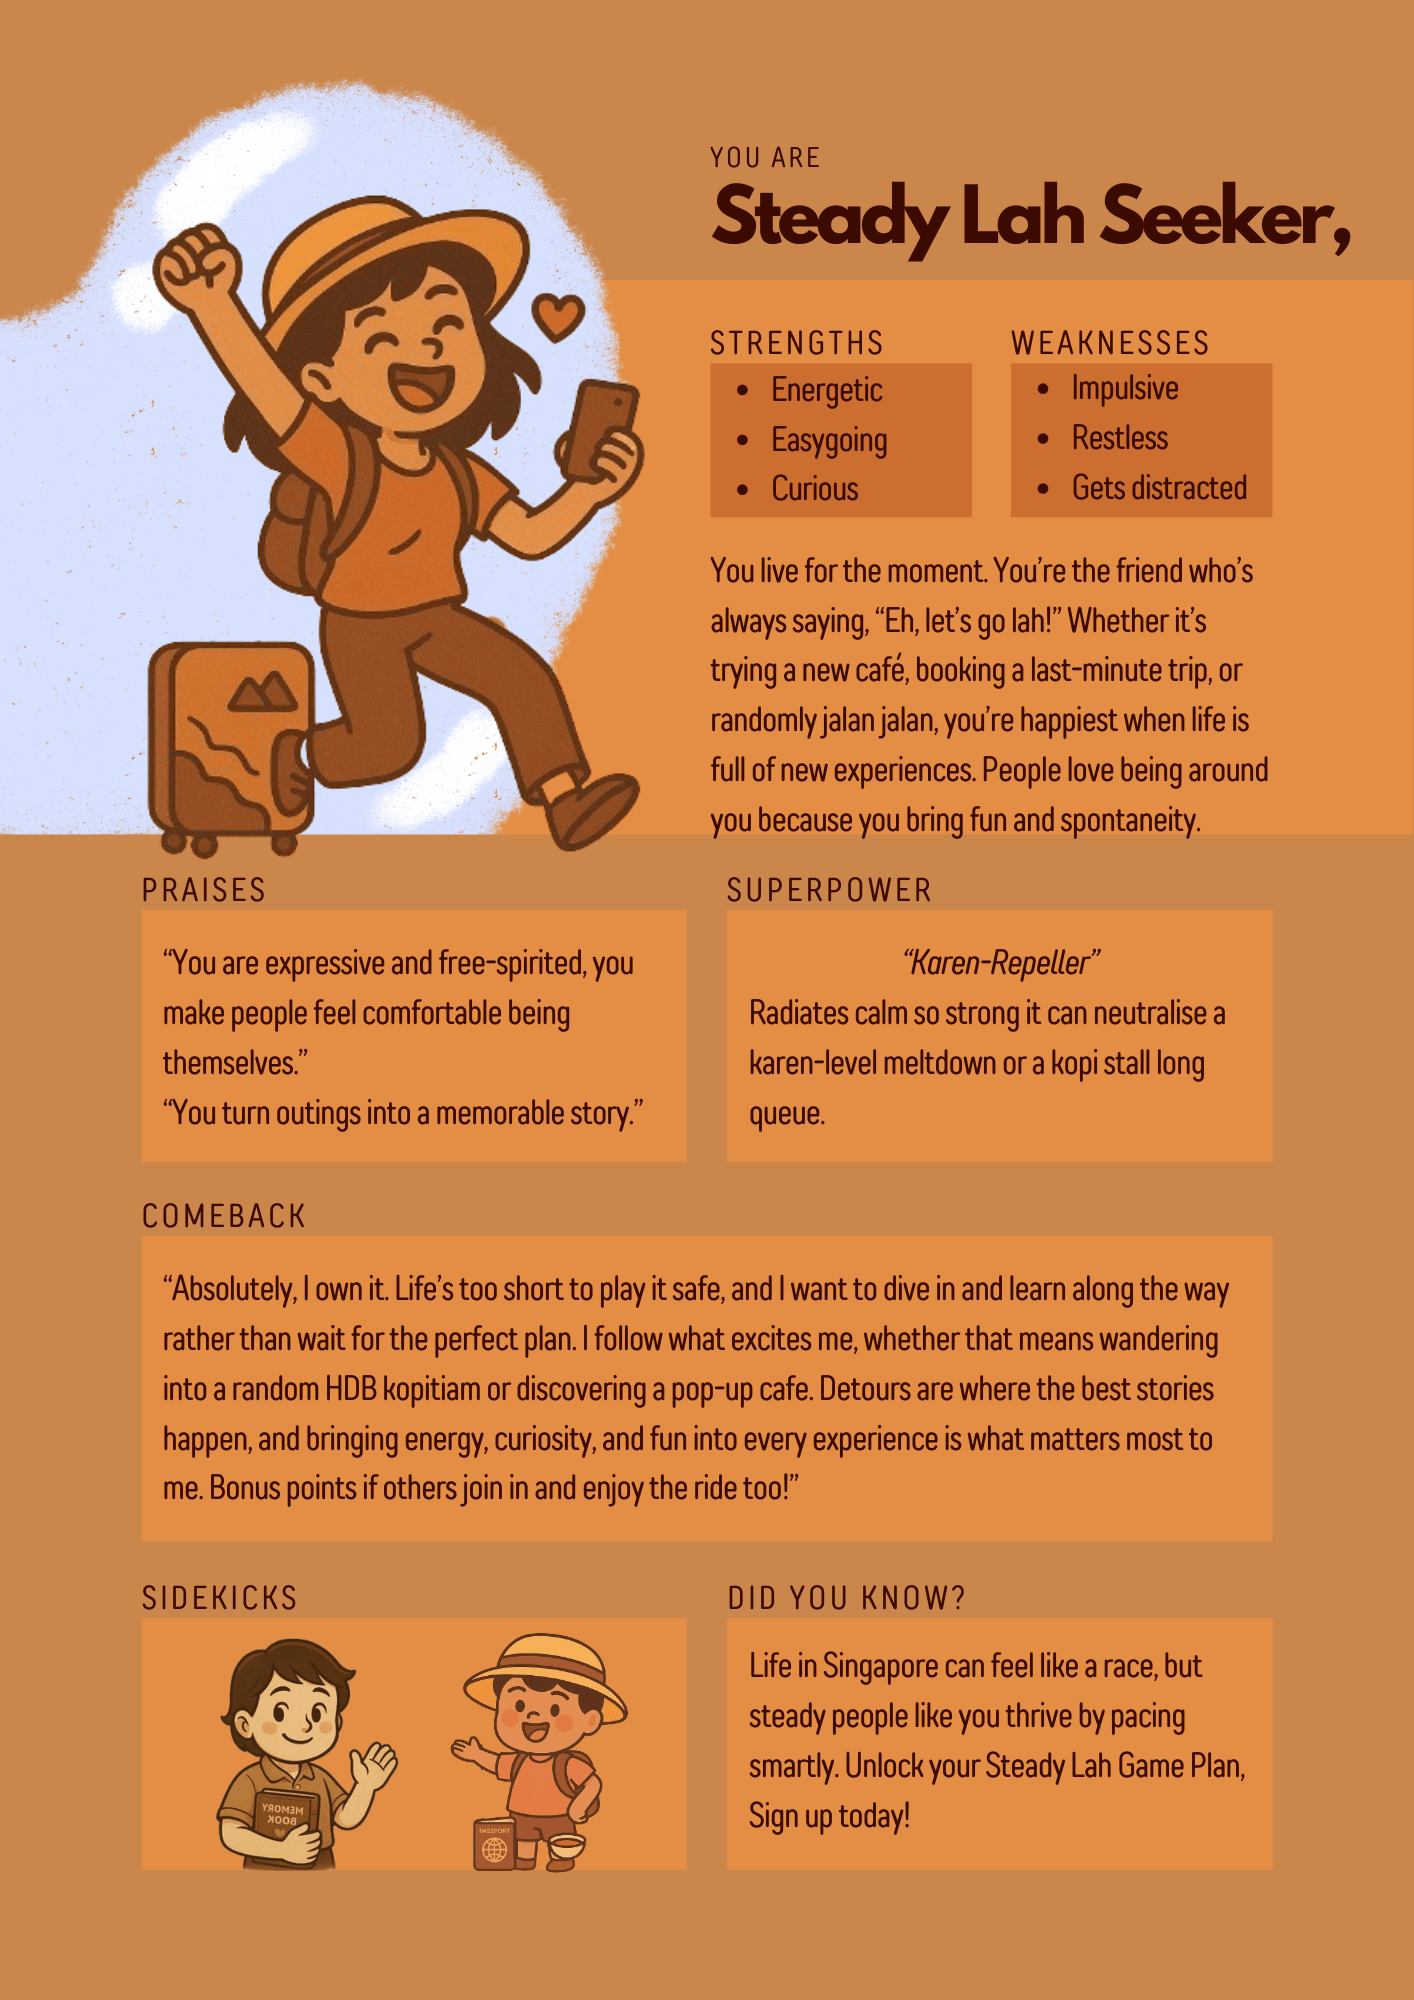 YOU ARE
Steady Lah Seeker,
STRENGTHS
• Energetic
• Easygoing
• Curious
WEAKNESSES
• Impulsive
• Restless
• Gets distracted
You live for the moment. You’re the friend who’s
always saying, “Eh, let’s go lah!” Whether it’s
trying a new café, booking a last-minute trip, or
randomly jalan jalan, you’re happiest when life is
full of new experiences. People love being around
you because you bring fun and spontaneity.
PRAISES
“You are expressive and free-spirited, you
make people feel comfortable being
themselves.”
“You turn outings into a memorable story.”
SUPERPOWER
“Karen-Repeller”
Radiates calm so strong it can neutralise a
karen-level meltdown or a kopi stall long
queue.
COMEBACK
“Absolutely, I own it. Life’s too short to play it safe, and I want to dive in and learn along the way
rather than wait for the perfect plan. I follow what excites me, whether that means wandering
into a random HDB kopitiam or discovering a pop-up cafe. Detours are where the best stories
happen, and bringing energy, curiosity, and fun into every experience is what matters most to
me. Bonus points if others join in and enjoy the ride too!”
SIDEKICKS
MEMORY
BOOK
PASSPORT
DID YOU KNOW?
Life in Singapore can feel like a race, but
steady people like you thrive by pacing
smartly. Unlock your Steady Lah Game Plan,
Sign up today!